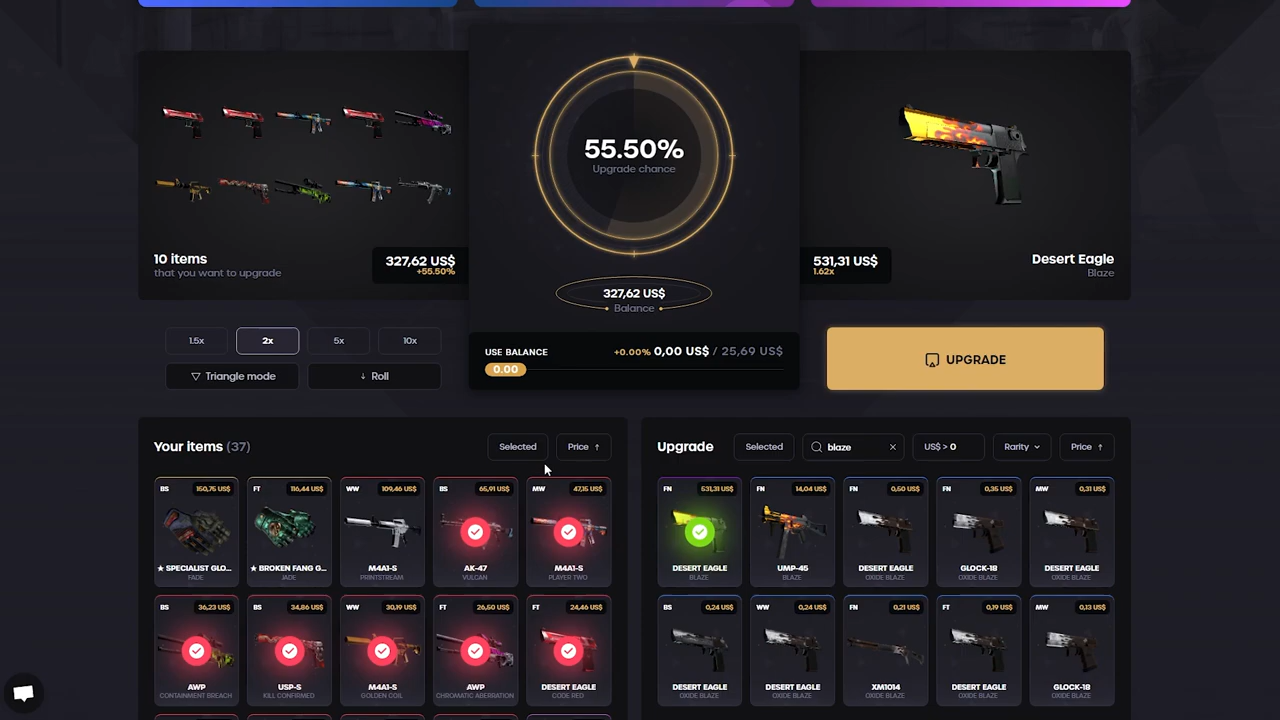 55.50%
Upgrade chance
10 items
that you want to upgrade
327,62 US$
+55.50%
327,62 US$
Balance
531,31 US$
1.62x
Desert Eagle
Blaze
1.5x
2x
5x
10x
Triangle mode
↓ Roll
USE BALANCE
+0.00% 0,00 US$ / 25,69 US$
0.00
UPGRADE
Your items (37)
Selected
Price ↑
BS 150,75 US$
★ SPECIALIST GLO...
FADE
FT 116,44 US$
★ BROKEN FANG G...
JADE
WW 109,46 US$
M4A1-S
PRINTSTREAM
BS 65,91 US$
AK-47
VULCAN
MW 47,15 US$
M4A1-S
PLAYER TWO
BS 36,23 US$
AWP
CONTAINMENT BREACH
BS 34,86 US$
USP-S
KILL CONFIRMED
WW 30,19 US$
M4A1-S
GOLDEN COIL
FT 26,50 US$
AWP
CHROMATIC ABERRATION
FT 24,46 US$
DESERT EAGLE
CODE RED
Upgrade
Selected
blaze
US$ > 0
Rarity
Price ↑
FN 531,31 US$
DESERT EAGLE
BLAZE
FN 14,04 US$
UMP-45
BLAZE
FN 0,50 US$
DESERT EAGLE
OXIDE BLAZE
FN 0,35 US$
GLOCK-18
OXIDE BLAZE
MW 0,31 US$
DESERT EAGLE
OXIDE BLAZE
BS 0,24 US$
DESERT EAGLE
OXIDE BLAZE
WW 0,24 US$
DESERT EAGLE
OXIDE BLAZE
FN 0,21 US$
XM1014
OXIDE BLAZE
FT 0,19 US$
DESERT EAGLE
OXIDE BLAZE
MW 0,13 US$
GLOCK-18
OXIDE BLAZE